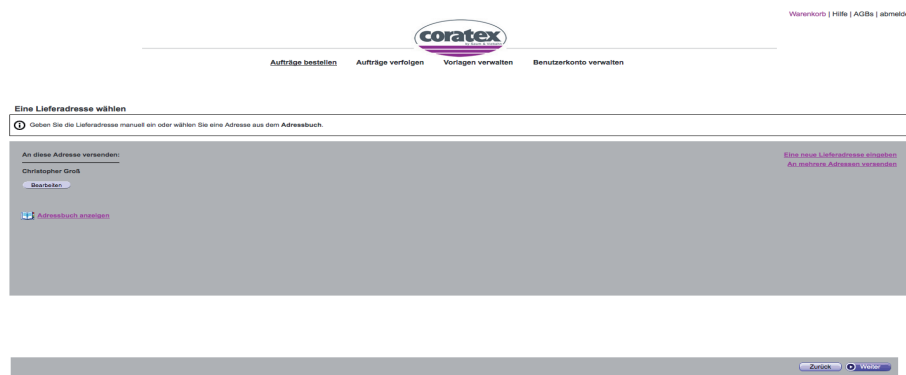 Warenkorb | Hilfe | AGBs | abmelde
coratex
Aufträge bestellen Aufträge verfolgen Vorlagen verwalten Benutzerkonto verwalten
Eine Lieferadresse wählen
Geben Sie die Lieferadresse manuell ein oder wählen Sie eine Adresse aus dem Adressbuch.
An diese Adresse versenden:
Eine neue Lieferadresse eingeben
An mehrere Adressen versenden
Christopher Groß
Bearbeiten
Adressbuch anzeigen
Zurück Weiter